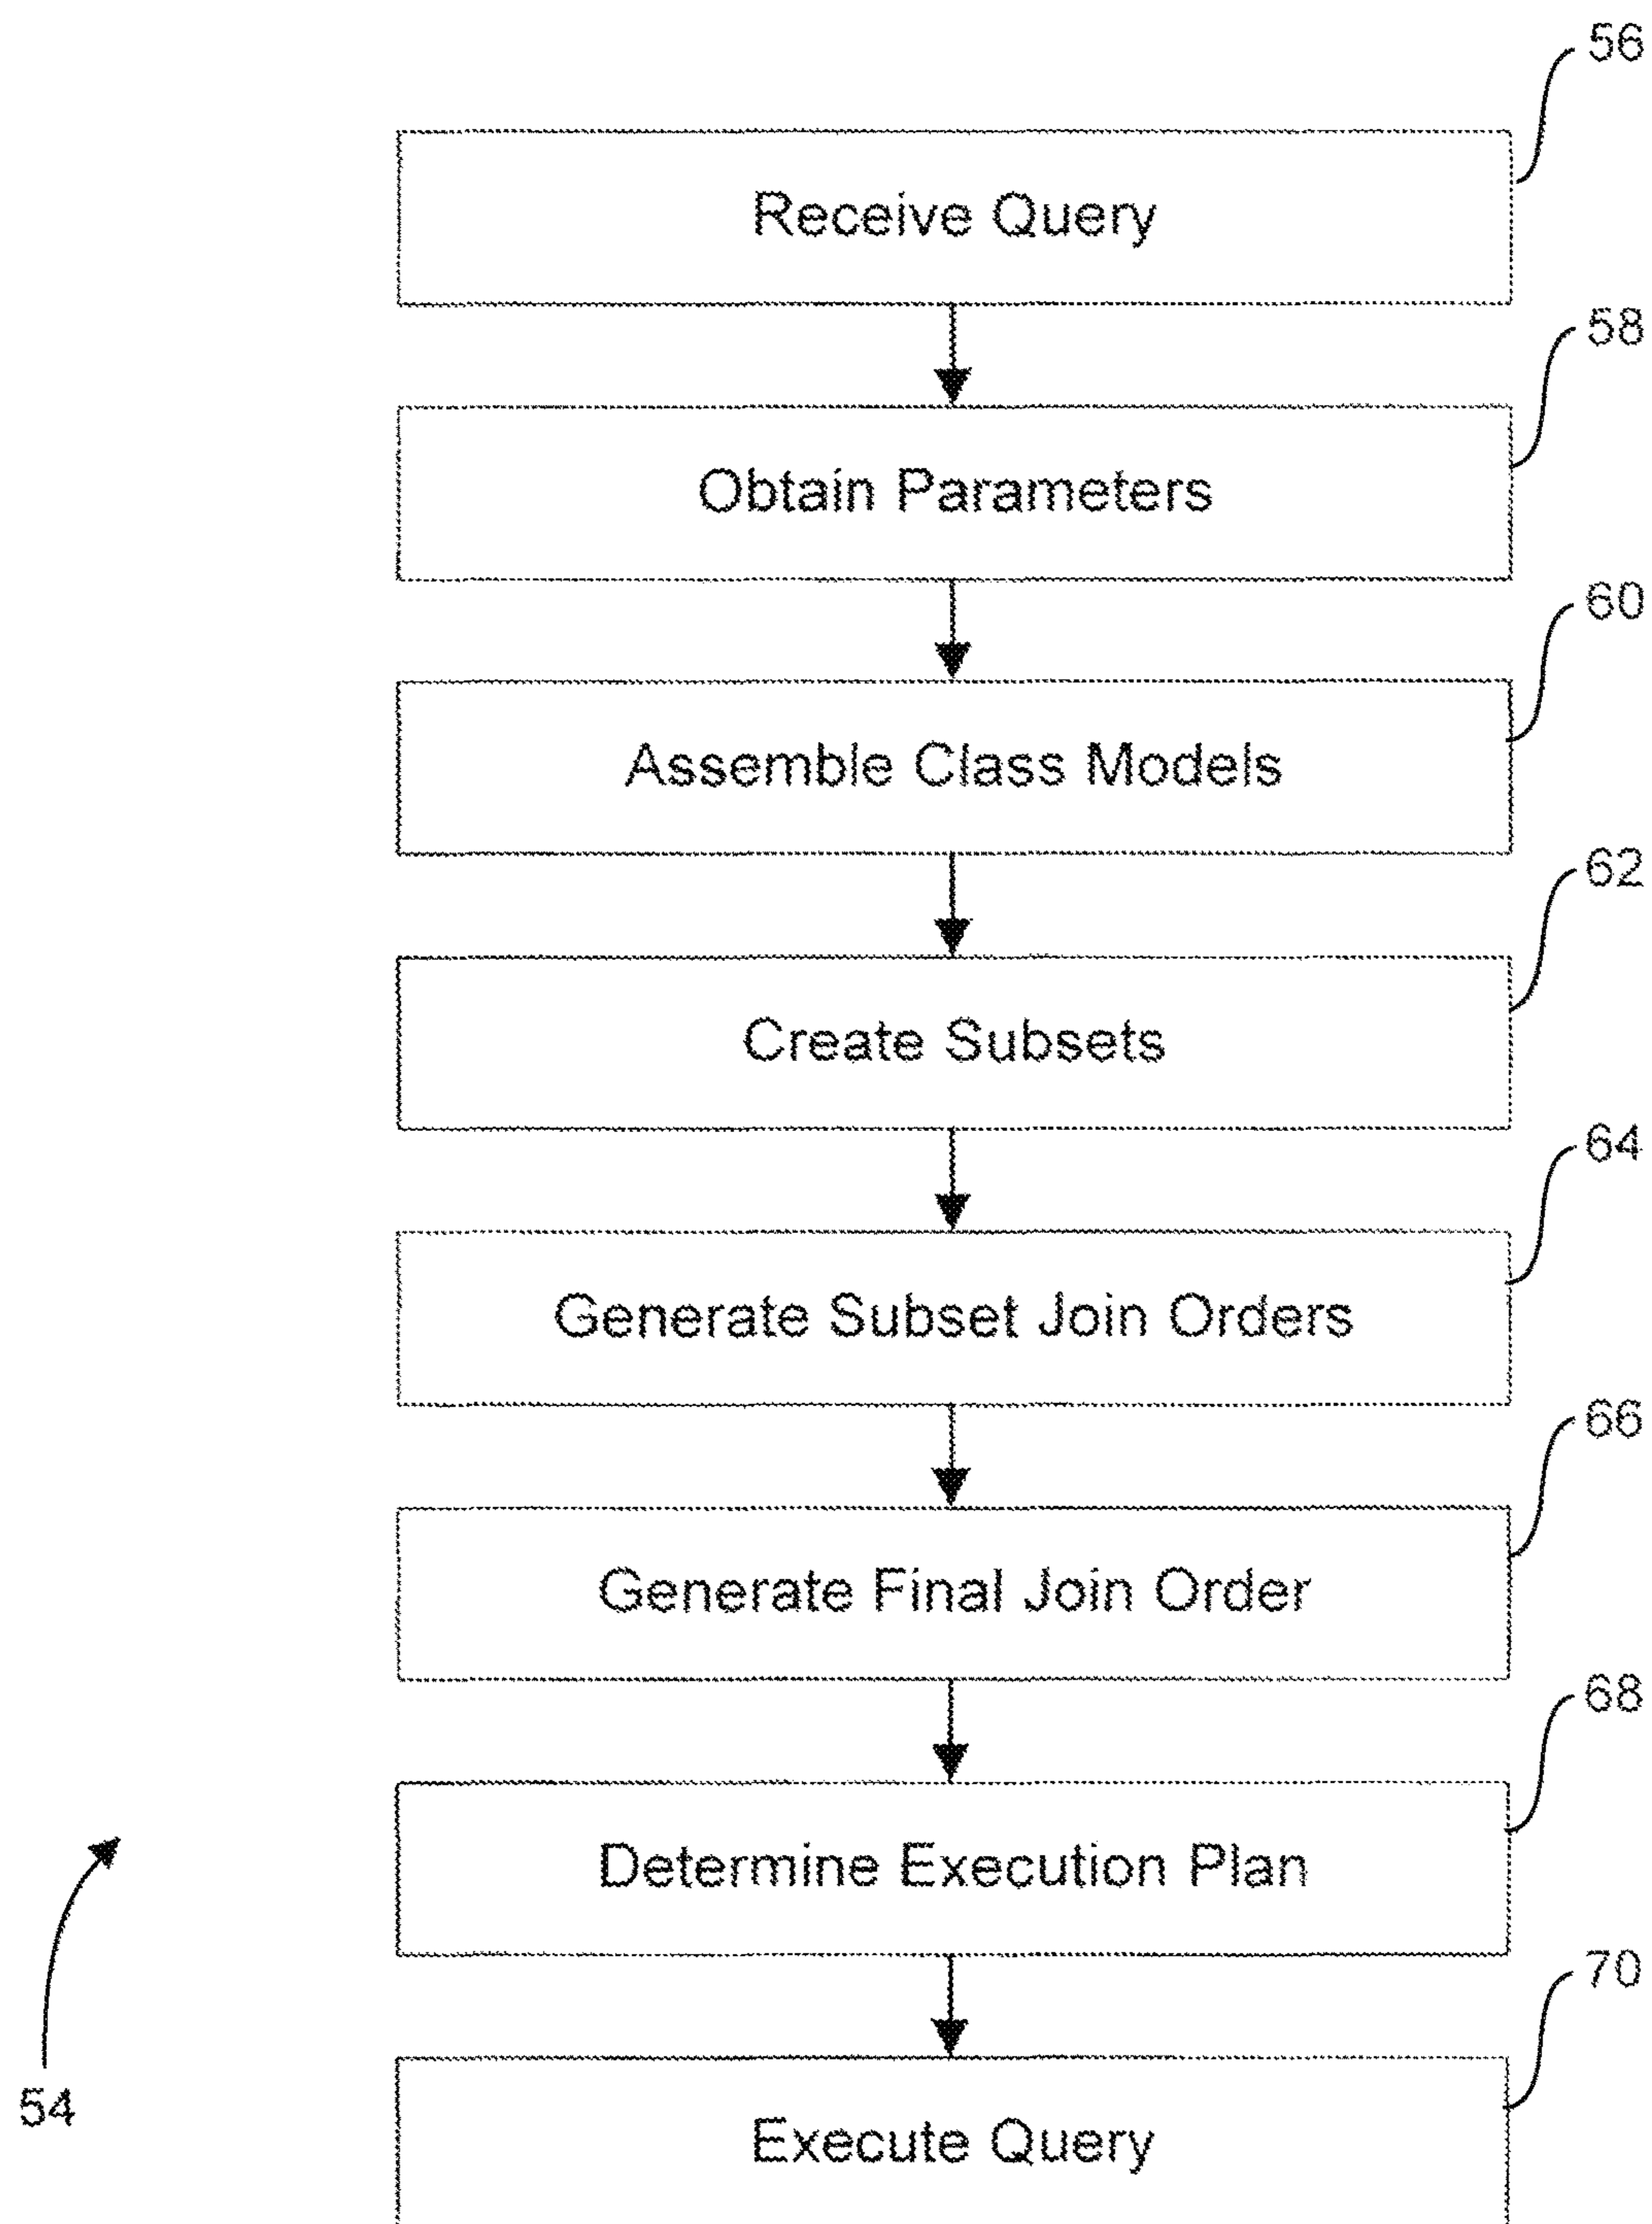 56
Receive Query
58
Obtain Parameters
60
Assemble Class Models
62
Create Subsets
64
Generate Subset Join Orders
66
Generate Final Join Order
68
Determine Execution Plan
70
Execute Query
54